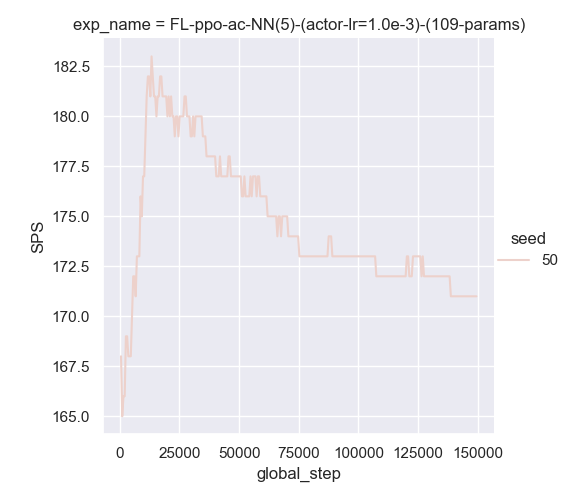 exp_name = FL-ppo-ac-NN(5)-(actor-lr=1.0e-3)-(109-params)
182.5
180.0
177.5
175.0
172.5
170.0
167.5
165.0
SPS
0 25000 50000 75000 100000 125000 150000
global_step
seed
50